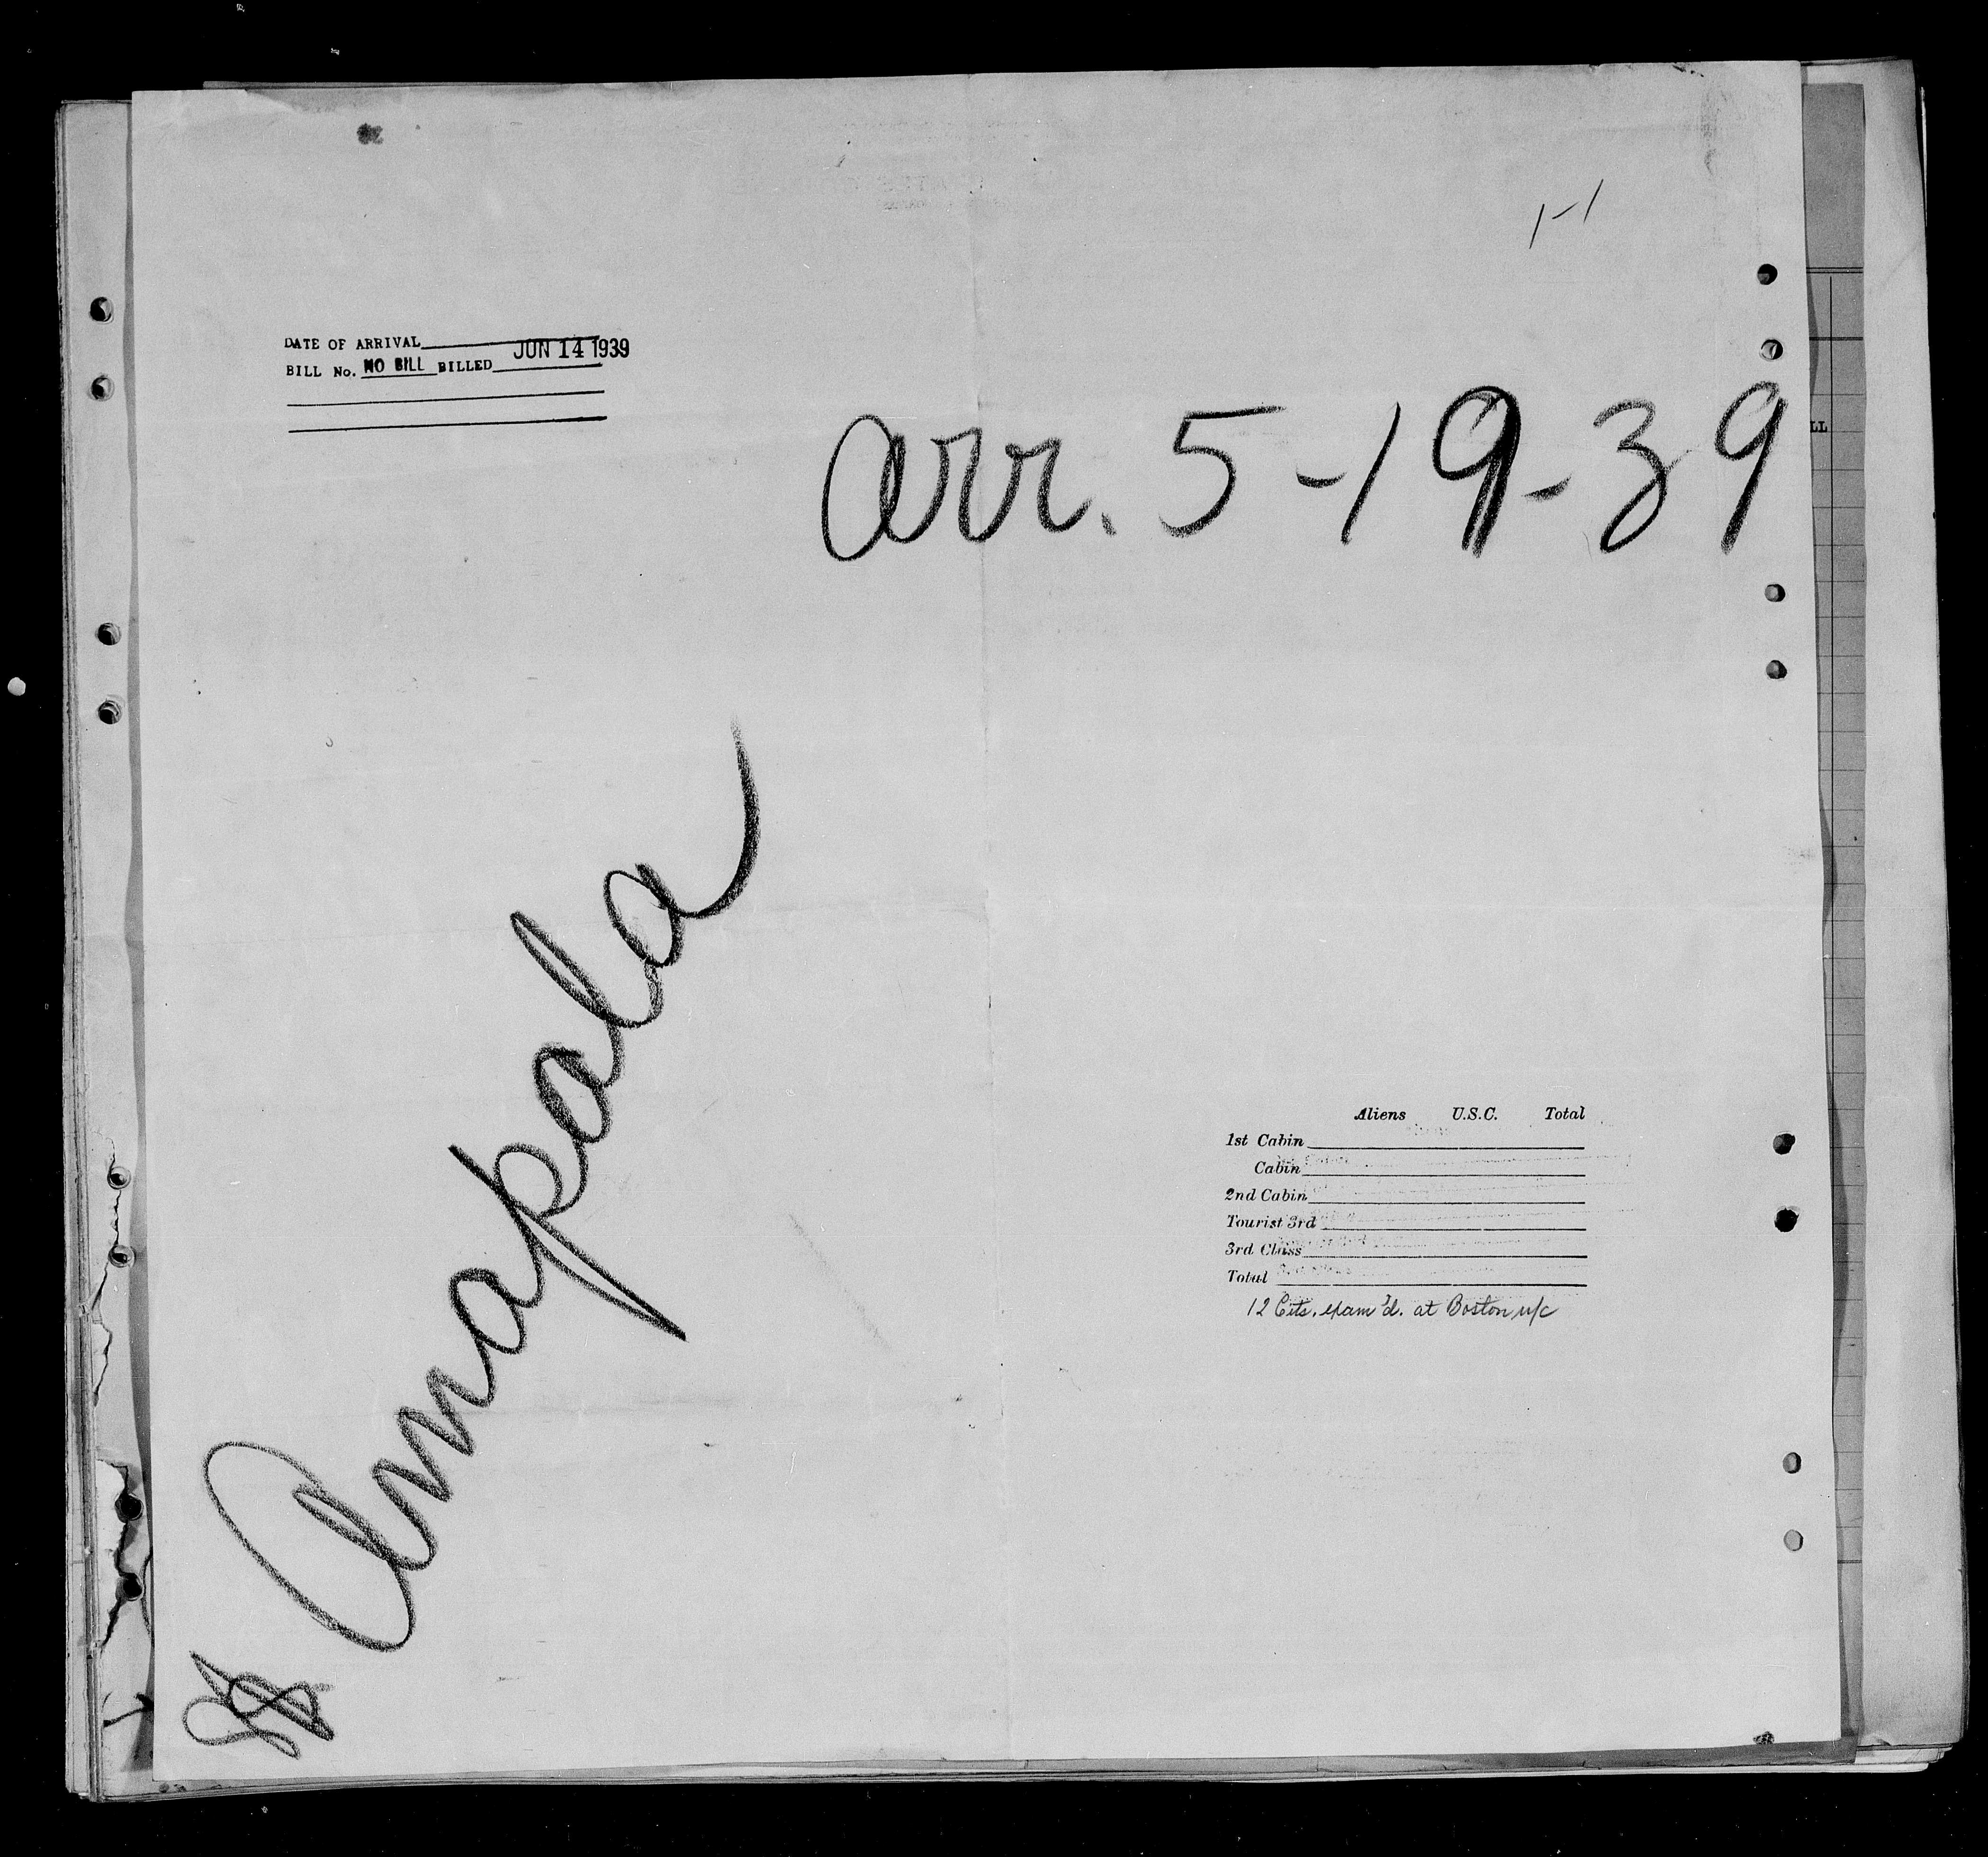 1-1
DATE OF ARRIVAL
JUN 14 1939
BILL No. NO BILL BILLED
arr. 5-19-39
SS Amapala
Aliens U.S.C. Total
1st Cabin
Cabin
2nd Cabin
Tourist 3rd
3rd Class
Total
12 Cits. exam'd. at Boston
LL